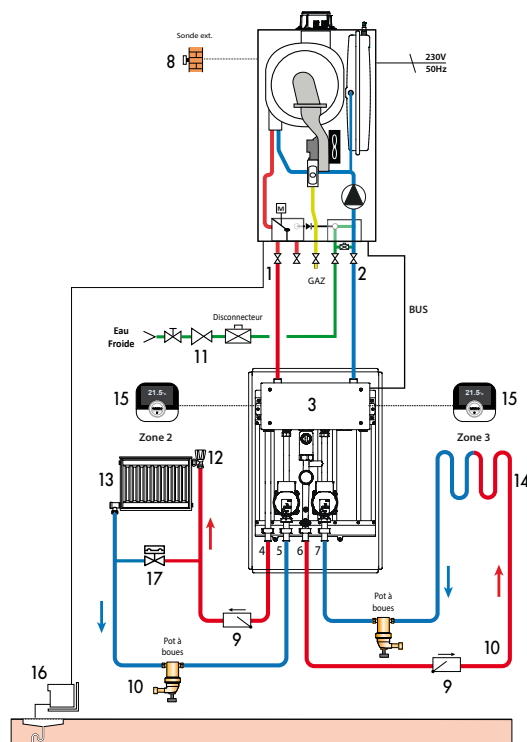 Sonde ext.
8
230V
50Hz
M
1
2
GAZ
BUS
Disconnecteur
Eau
Froide
11
3
15
21.5
21.5
15
Zone 2
Zone 3
12
13
14
4
5
6
7
17
9
Pot à
boues
10
Pot à
boues
10
9
16